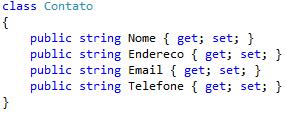 class Contato
{
    public string Nome { get; set; }
    public string Endereco { get; set; }
    public string Email { get; set; }
    public string Telefone { get; set; }
}